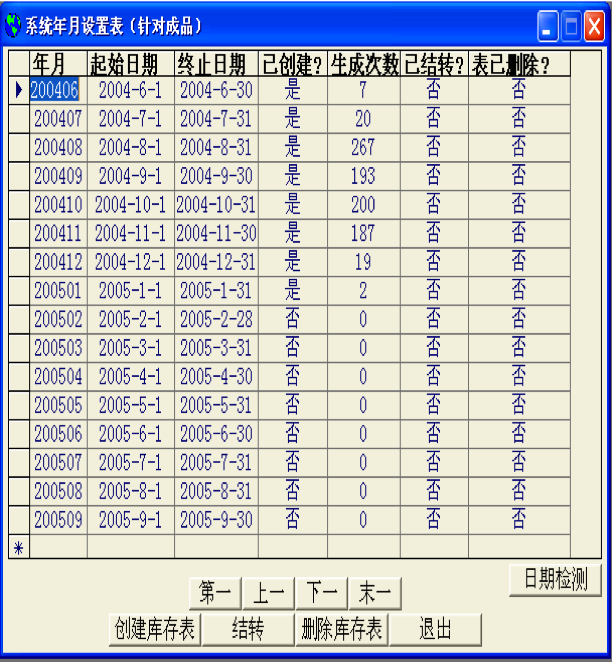 系统年月设置表（针对成品）
年月 起始日期 终止日期 已创建? 生成次数 已结转? 表已删除?
200406 2004-6-1 2004-6-30 是 7 否 否
200407 2004-7-1 2004-7-31 是 20 否 否
200408 2004-8-1 2004-8-31 是 267 否 否
200409 2004-9-1 2004-9-30 是 193 否 否
200410 2004-10-1 2004-10-31 是 200 否 否
200411 2004-11-1 2004-11-30 是 187 否 否
200412 2004-12-1 2004-12-31 是 19 否 否
200501 2005-1-1 2005-1-31 是 2 否 否
200502 2005-2-1 2005-2-28 否 0 否 否
200503 2005-3-1 2005-3-31 否 0 否 否
200504 2005-4-1 2005-4-30 否 0 否 否
200505 2005-5-1 2005-5-31 否 0 否 否
200506 2005-6-1 2005-6-30 否 0 否 否
200507 2005-7-1 2005-7-31 否 0 否 否
200508 2005-8-1 2005-8-31 否 0 否 否
200509 2005-9-1 2005-9-30 否 0 否 否
日期检测
第一 上一 下一 末一
创建库存表 结转 删除库存表 退出